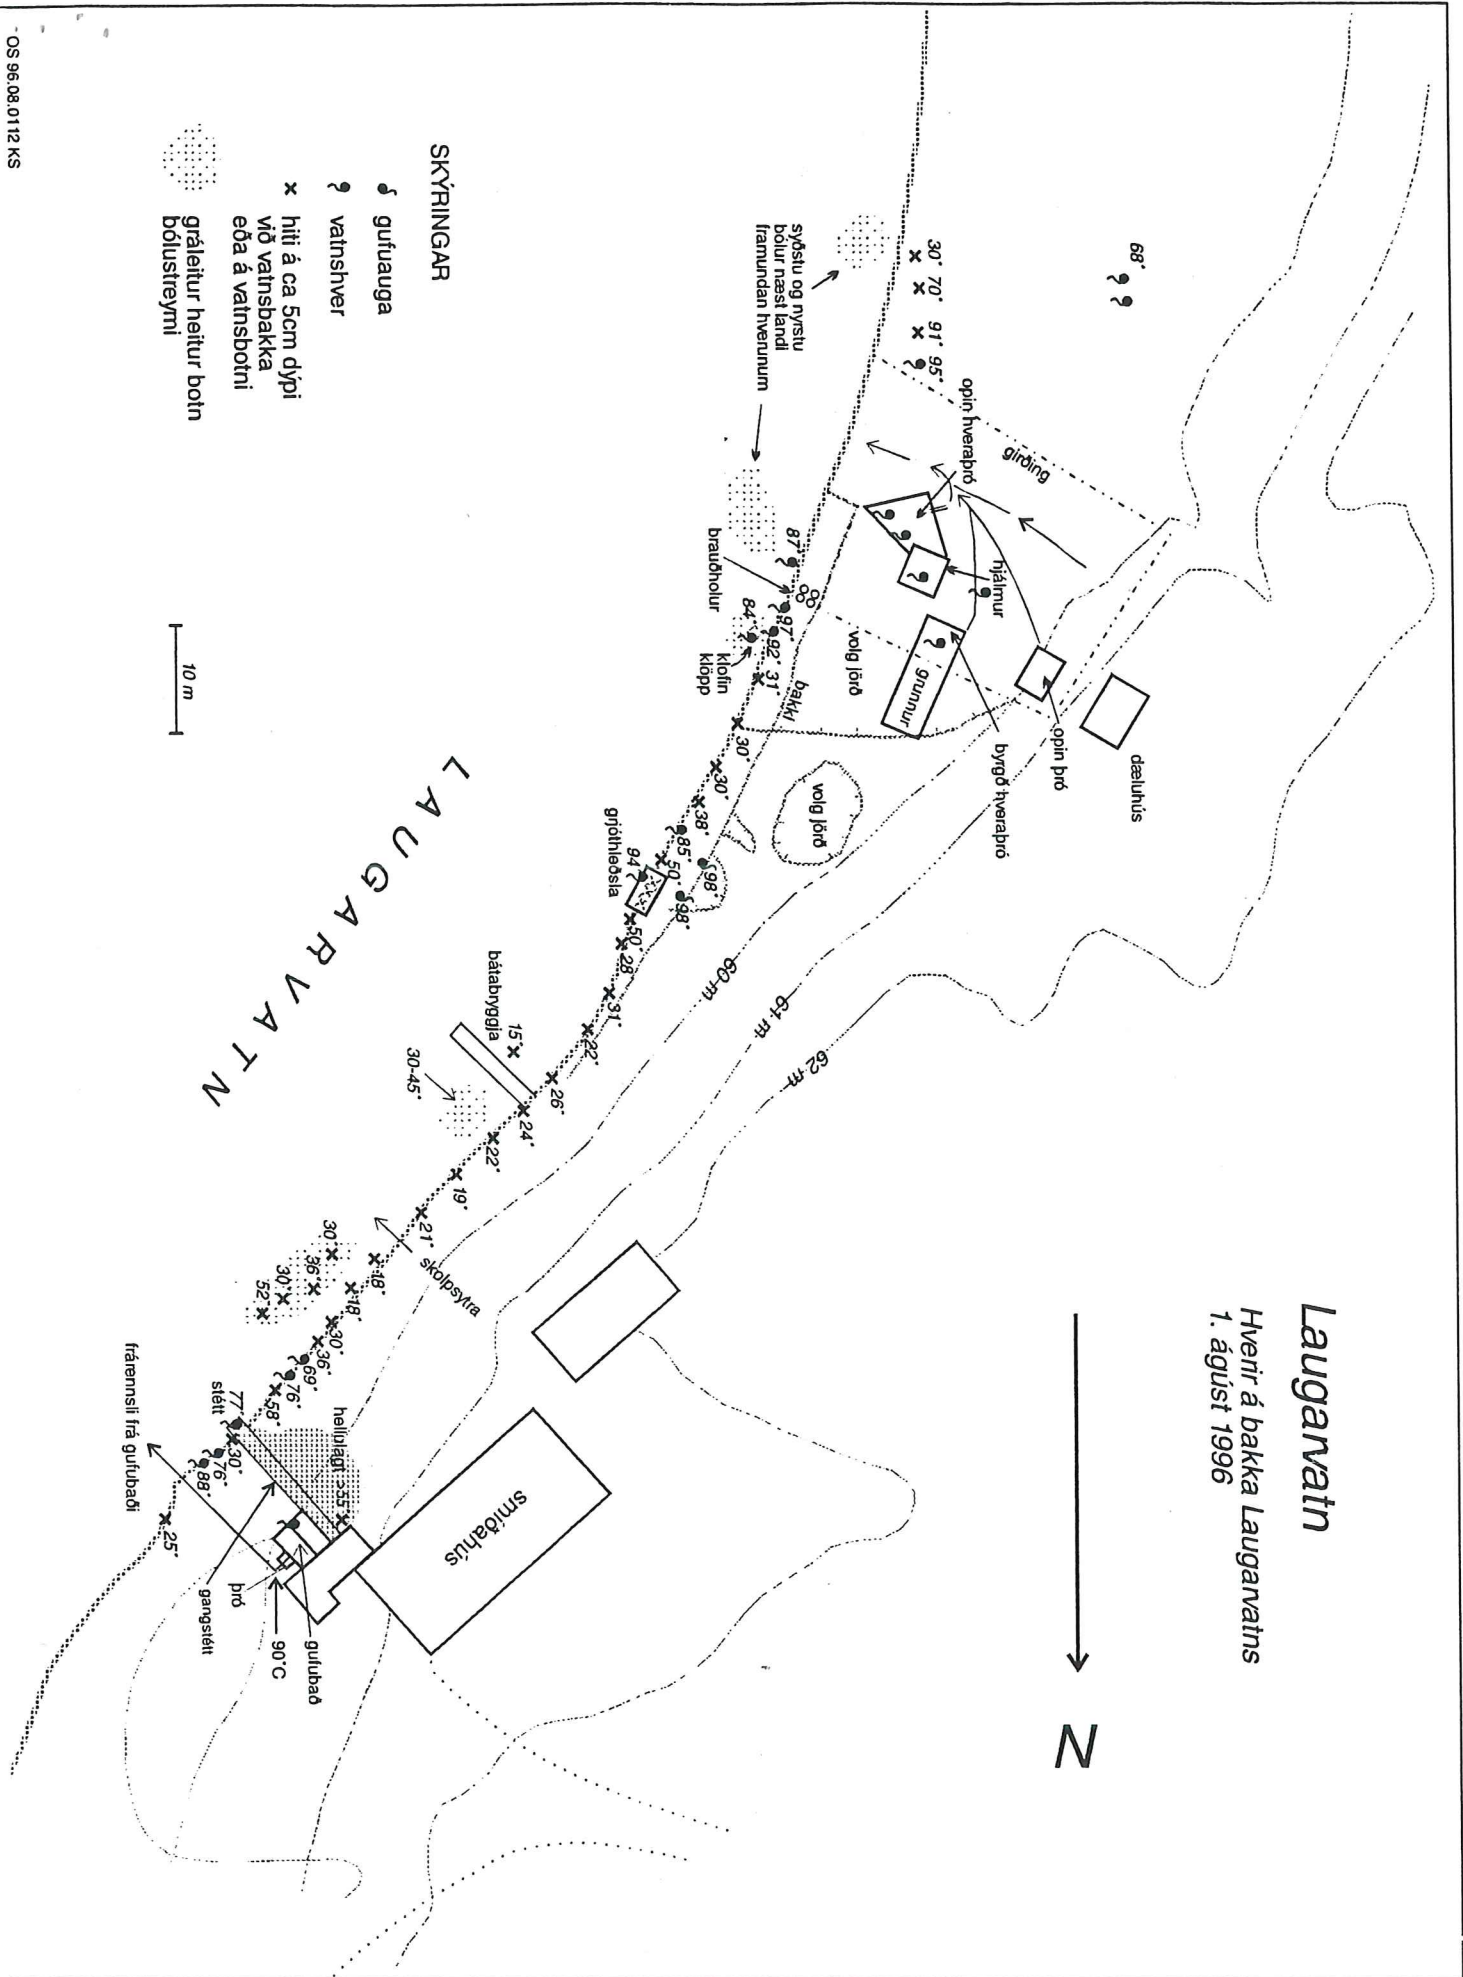 Laugarvatn
Hverir á bakka Laugarvatns
1. ágúst 1996
N
68°
30° 70° 91° 95°
opin hveraþró
girðing
hjálmur
syðstu og nyrstu
bólur næst landi
framundan hverunum
87°
brauðholur
97°
84°
92°
31°
klofin
klöpp
bakki
volg jörð
grunnur
byrgð hveraþró
opin þró
dæluhús
volg jörð
30°
30°
38°
85°
98°
98°
50°
94°
grjóthleðsla
50°
28°
31°
22°
60 m
61 m
62 m
bátabryggja
15°
26°
24°
22°
30-45°
19°
21°
skolpsytra
18°
18°
30°
36°
30°
52°
30°
36°
69°
76°
58°
77°
stétt
30°
76°
88°
25°
helluplagt >55°
smíðahús
frárennsli frá gufubaði
gangstétt
þró
90°C
gufubað
LAUGARVATN
10 m
SKÝRINGAR
gufuauga
vatnshver
hiti á ca 5cm dýpi
við vatnsbakka
eða á vatnsbotni
gráleitur heitur botn
bólustreymi
OS 96.08.0112 KS